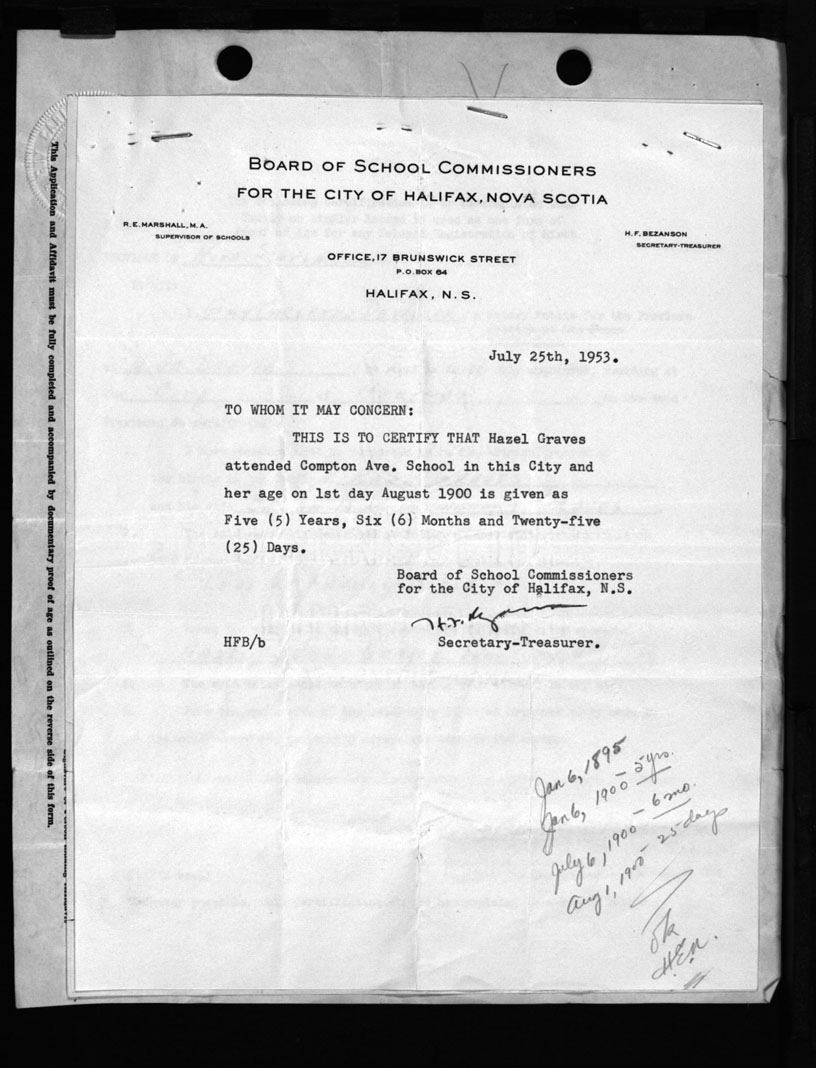 BOARD OF SCHOOL COMMISSIONERS
FOR THE CITY OF HALIFAX, NOVA SCOTIA
R. E. MARSHALL, M. A.
SUPERVISOR OF SCHOOLS
H. F. BEZANSON
SECRETARY-TREASURER
OFFICE, 17 BRUNSWICK STREET
P. O. BOX 64
HALIFAX, N. S.
July 25th, 1953.
TO WHOM IT MAY CONCERN:
THIS IS TO CERTIFY THAT Hazel Graves
attended Compton Ave. School in this City and
her age on 1st day August 1900 is given as
Five (5) Years, Six (6) Months and Twenty-five
(25) Days.
Board of School Commissioners
for the City of Halifax, N.S.
HFB/b
Secretary-Treasurer.
Jan 6, 1895
Jan 6, 1900 - 5 yrs.
July 6, 1900 - 6 mo.
Aug 1, 1900 - 25 days
ok
This Application and Affidavit must be fully completed and accompanied by documentary proof of age as outlined on the reverse side of this form.